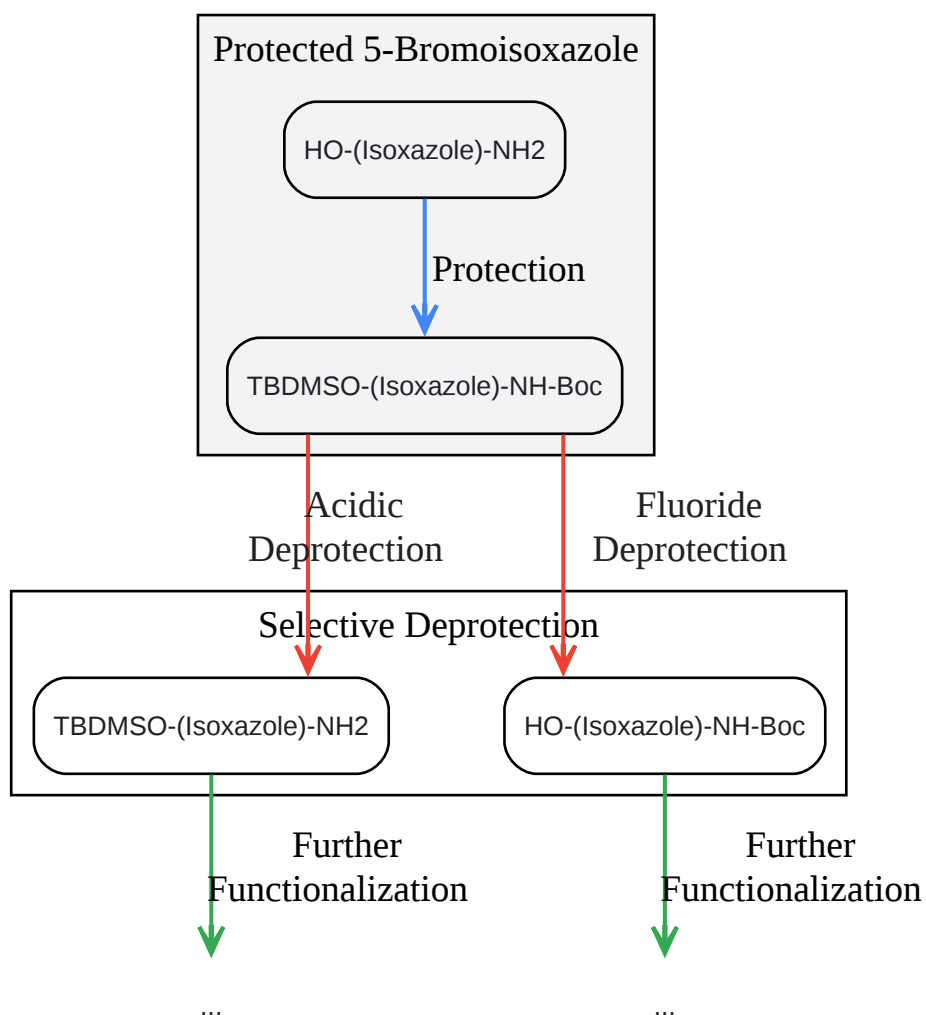 Protected 5-Bromoisoxazole
HO-(Isoxazole)-NH2
Protection
TBDMSO-(Isoxazole)-NH-Boc
Acidic
Deprotection
Fluoride
Deprotection
Selective Deprotection
TBDMSO-(Isoxazole)-NH2
HO-(Isoxazole)-NH-Boc
Further
Functionalization
Further
Functionalization
...
...